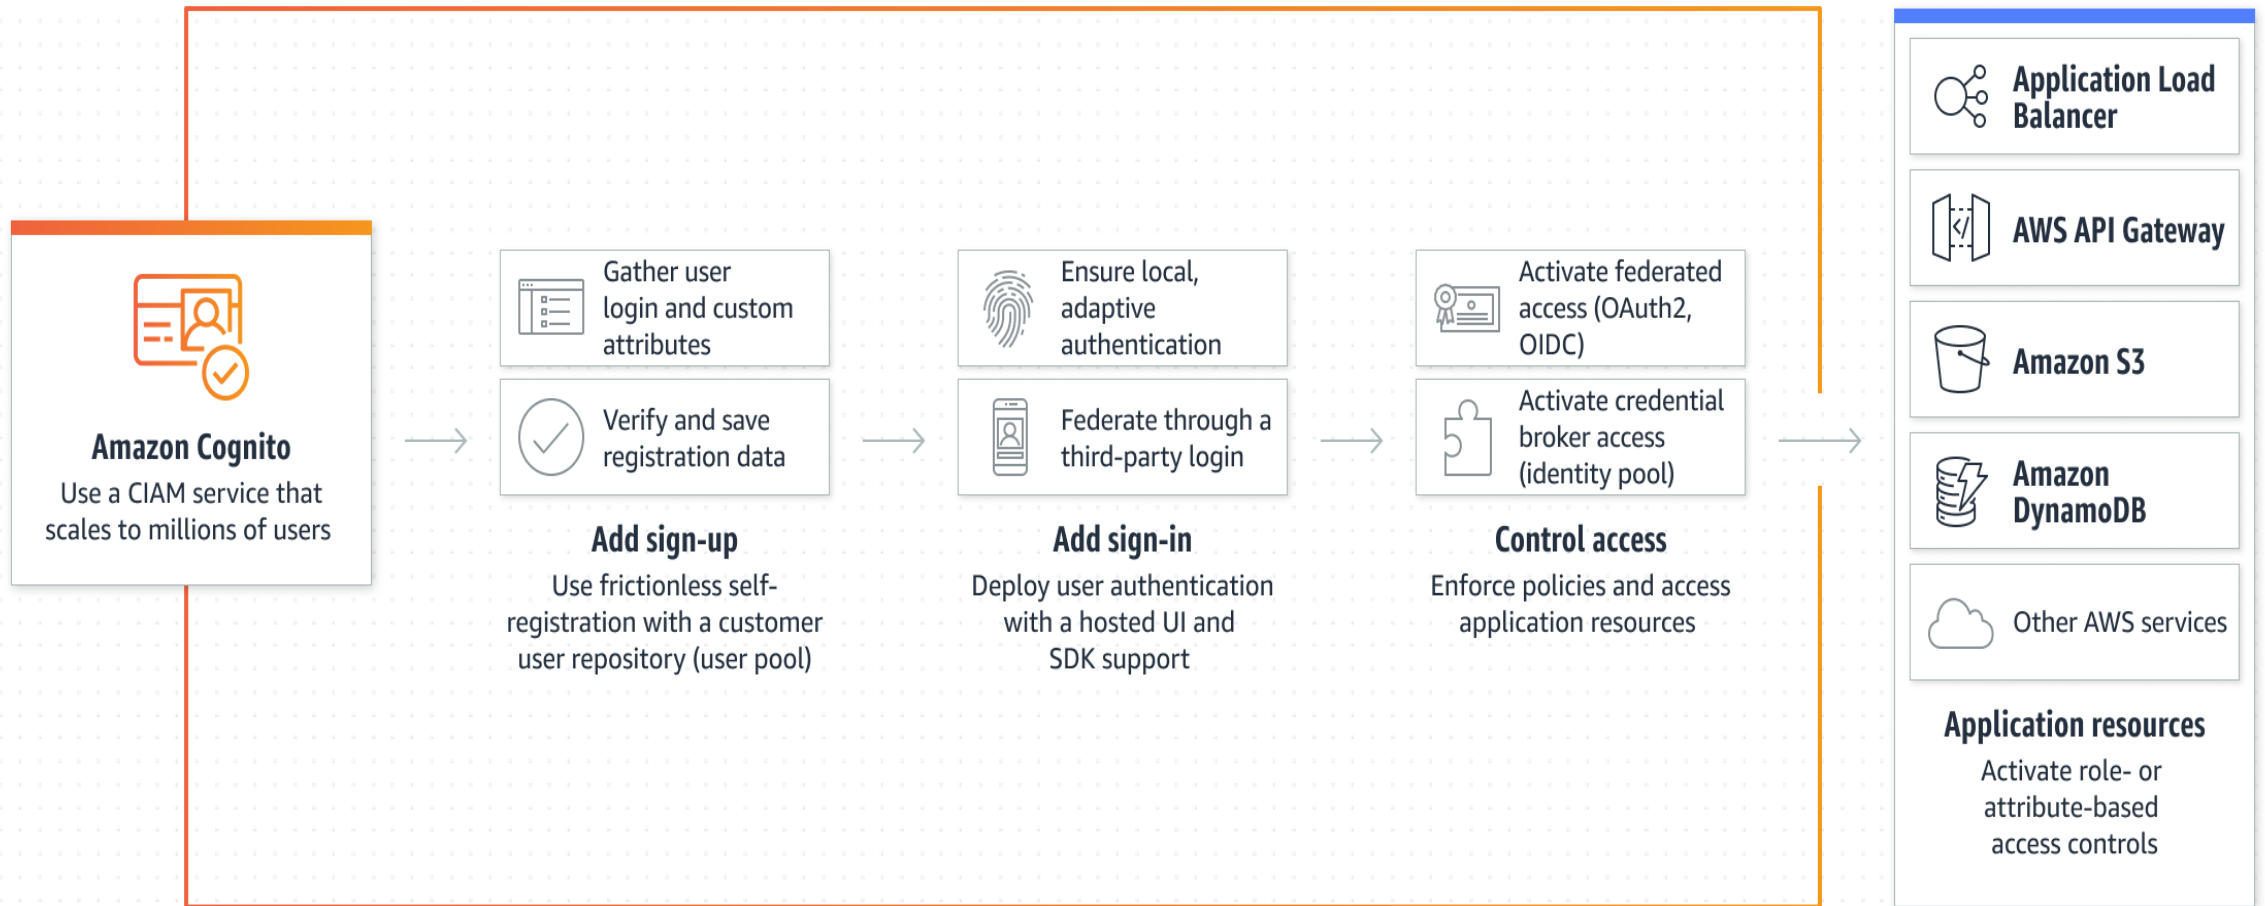 Amazon Cognito
Use a CIAM service that
scales to millions of users
Gather user
login and custom
attributes
Verify and save
registration data
Add sign-up
Use frictionless self-
registration with a customer
user repository (user pool)
Ensure local,
adaptive
authentication
Federate through a
third-party login
Add sign-in
Deploy user authentication
with a hosted UI and
SDK support
Activate federated
access (OAuth2,
OIDC)
Activate credential
broker access
(identity pool)
Control access
Enforce policies and access
application resources
Application Load
Balancer
</>
AWS API Gateway
Amazon S3
Amazon
DynamoDB
Other AWS services
Application resources
Activate role- or
attribute-based
access controls